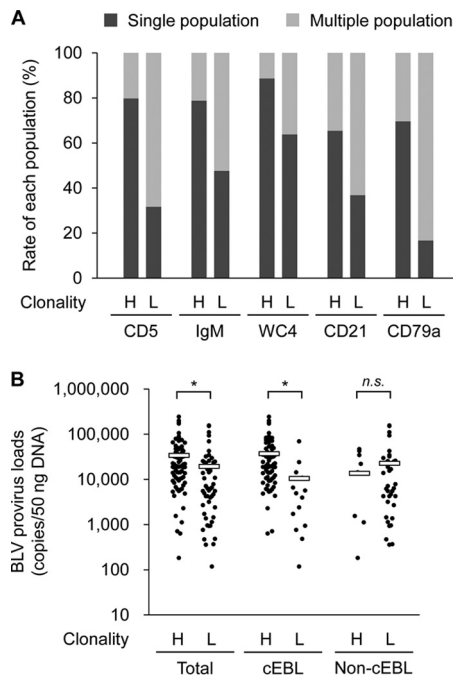 A
Single population
Multiple population
Rate of each population (%)
100
80
60
40
20
0
Clonality H L H L H L H L H L
CD5 IgM WC4 CD21 CD79a
B
BLV provirus loads
(copies/50 ng DNA)
1,000,000
100,000
10,000
1,000
100
10
* * n.s.
Clonality H L H L H L
Total cEBL Non-cEBL